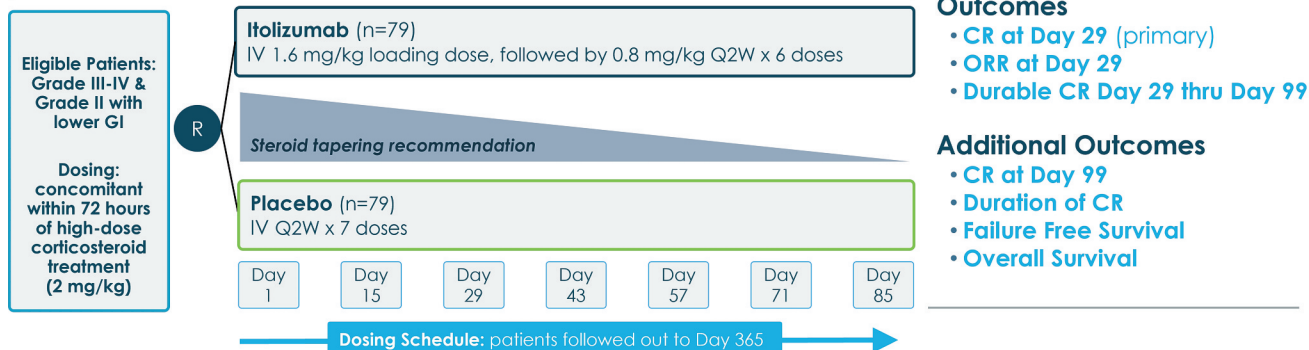 Eligible Patients:
Grade III-IV &
Grade II with
lower GI
Dosing:
concomitant
within 72 hours
of high-dose
corticosteroid
treatment
(2 mg/kg)
R
Itolizumab (n=79)
IV 1.6 mg/kg loading dose, followed by 0.8 mg/kg Q2W x 6 doses
Steroid tapering recommendation
Placebo (n=79)
IV Q2W x 7 doses
Day
1
Day
15
Day
29
Day
43
Day
57
Day
71
Day
85
Dosing Schedule: patients followed out to Day 365
Outcomes
• CR at Day 29 (primary)
• ORR at Day 29
• Durable CR Day 29 thru Day 99
Additional Outcomes
• CR at Day 99
• Duration of CR
• Failure Free Survival
• Overall Survival